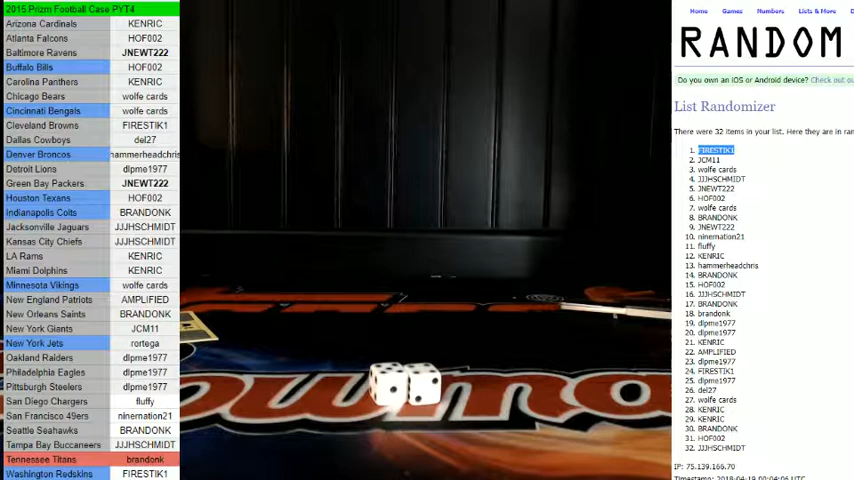 2015 Prizm Football Case PYT4
Arizona Cardinals KENRIC
Atlanta Falcons HOF002
Baltimore Ravens JNEWT222
Buffalo Bills HOF002
Carolina Panthers KENRIC
Chicago Bears wolfe cards
Cincinnati Bengals wolfe cards
Cleveland Browns FIRESTIK1
Dallas Cowboys del27
Denver Broncos hammerheadchris
Detroit Lions dlpme1977
Green Bay Packers JNEWT222
Houston Texans HOF002
Indianapolis Colts BRANDONK
Jacksonville Jaguars JJJHSCHMIDT
Kansas City Chiefs JJJHSCHMIDT
LA Rams KENRIC
Miami Dolphins KENRIC
Minnesota Vikings wolfe cards
New England Patriots AMPLIFIED
New Orleans Saints BRANDONK
New York Giants JCM11
New York Jets rortega
Oakland Raiders dlpme1977
Philadelphia Eagles dlpme1977
Pittsburgh Steelers dlpme1977
San Diego Chargers fluffy
San Francisco 49ers ninernation21
Seattle Seahawks BRANDONK
Tampa Bay Buccaneers JJJHSCHMIDT
Tennessee Titans brandonk
Washington Redskins FIRESTIK1
Home Games Numbers Lists & More
RANDOM
Do you own an iOS or Android device? Check out
List Randomizer
There were 32 items in your list. Here they are in
1. FIRESTIK1
2. JCM11
3. wolfe cards
4. JJJHSCHMIDT
5. JNEWT222
6. HOF002
7. wolfe cards
8. BRANDONK
9. JNEWT222
10. ninernation21
11. fluffy
12. KENRIC
13. hammerheadchris
14. BRANDONK
15. HOF002
16. JJJHSCHMIDT
17. BRANDONK
18. brandonk
19. dlpme1977
20. dlpme1977
21. KENRIC
22. AMPLIFIED
23. dlpme1977
24. FIRESTIK1
25. dlpme1977
26. del27
27. wolfe cards
28. KENRIC
29. KENRIC
30. BRANDONK
31. HOF002
32. JJJHSCHMIDT
IP: 75.139.166.70
Timestamp: 2018-04-19 00:04:06 UTC